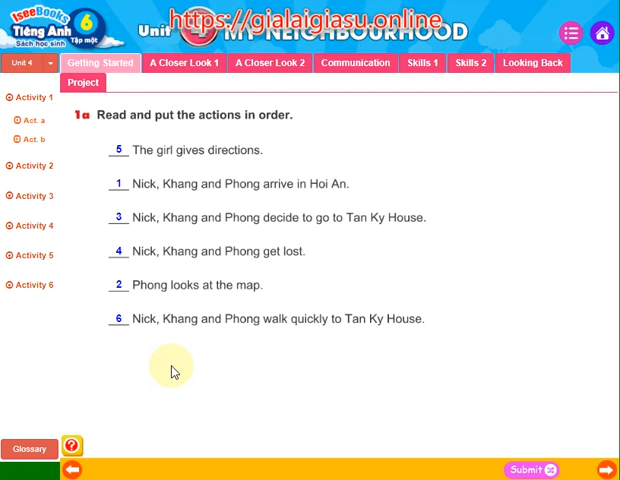 https://gialaigiasu.online
IseeBooks
Tiếng Anh 6
Sách học sinh Tập một
Unit 4 MY NEIGHBOURHOOD
Unit 4 Getting Started A Closer Look 1 A Closer Look 2 Communication Skills 1 Skills 2 Looking Back
Project
Activity 1
Act. a
Act. b
Activity 2
Activity 3
Activity 4
Activity 5
Activity 6
1a Read and put the actions in order.
5 The girl gives directions.
1 Nick, Khang and Phong arrive in Hoi An.
3 Nick, Khang and Phong decide to go to Tan Ky House.
4 Nick, Khang and Phong get lost.
2 Phong looks at the map.
6 Nick, Khang and Phong walk quickly to Tan Ky House.
Glossary ?
Submit